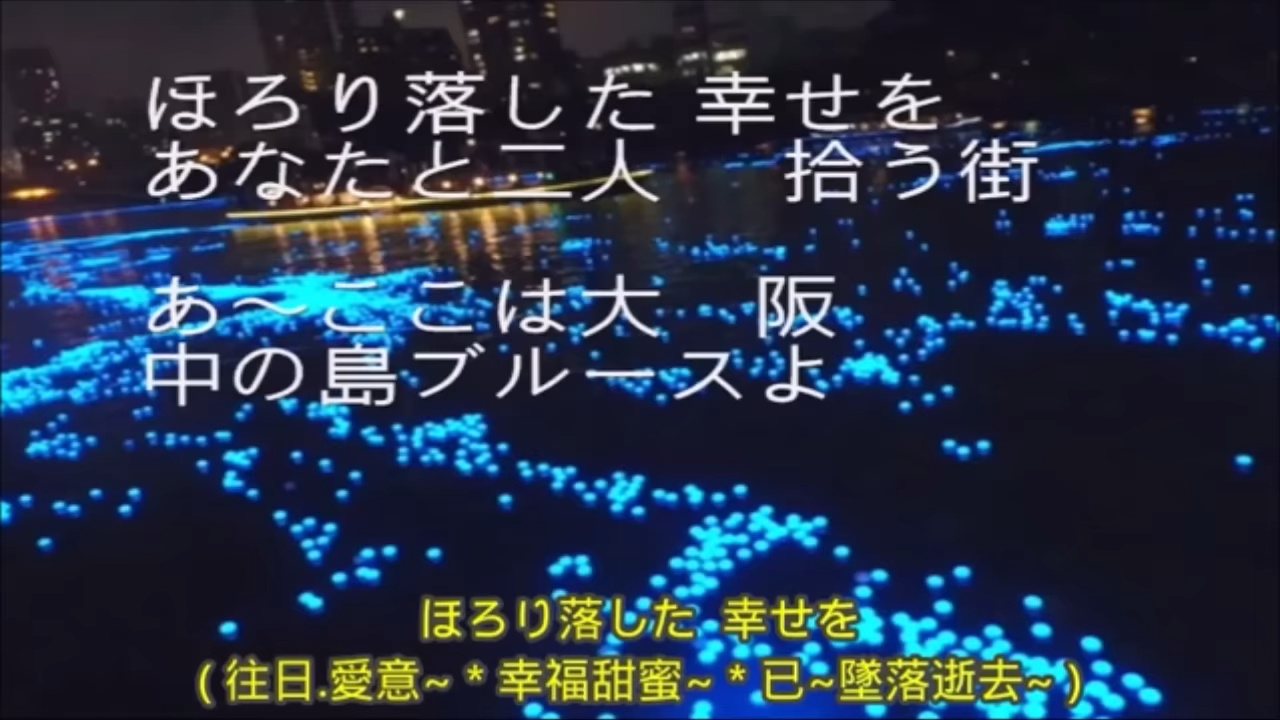 ほろり落した 幸せを
あなたと二人 拾う街
あ～ここは大 阪
中の島ブルースよ
ほろり落した 幸せを
(往日.愛意~ * 幸福甜蜜~ * 已~墜落逝去~)